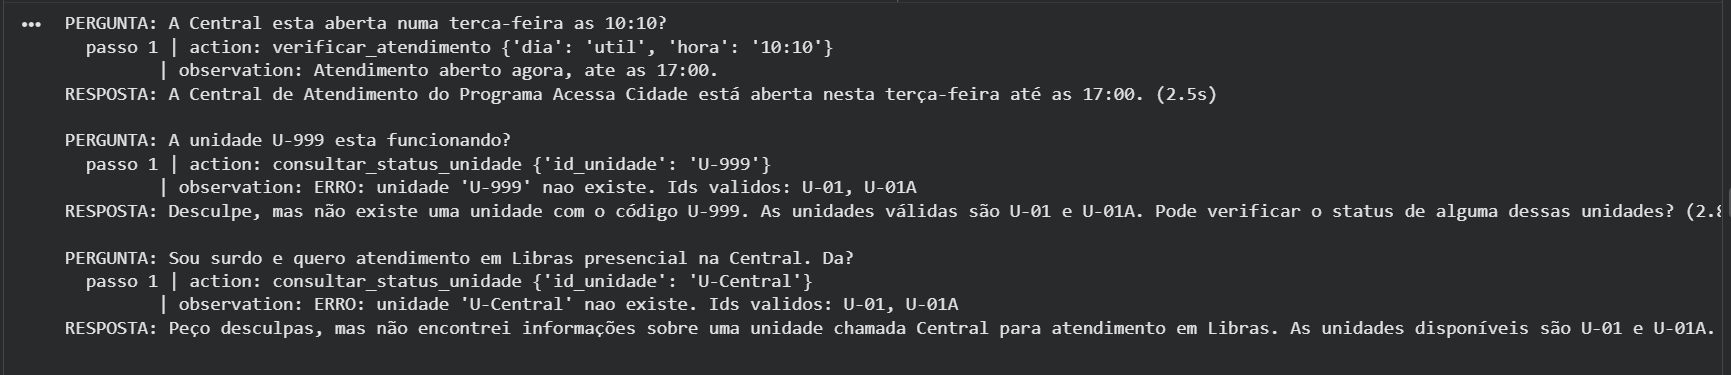 ••• PERGUNTA: A Central esta aberta numa terca-feira as 10:10?
passo 1 | action: verificar_atendimento {'dia': 'util', 'hora': '10:10'}
| observation: Atendimento aberto agora, ate as 17:00.
RESPOSTA: A Central de Atendimento do Programa Acessa Cidade está aberta nesta terça-feira até as 17:00. (2.5s)
PERGUNTA: A unidade U-999 esta funcionando?
passo 1 | action: consultar_status_unidade {'id_unidade': 'U-999'}
| observation: ERRO: unidade 'U-999' nao existe. Ids validos: U-01, U-01A
RESPOSTA: Desculpe, mas não existe uma unidade com o código U-999. As unidades válidas são U-01 e U-01A. Pode verificar o status de alguma dessas unidades? (2.8
PERGUNTA: Sou surdo e quero atendimento em Libras presencial na Central. Da?
passo 1 | action: consultar_status_unidade {'id_unidade': 'U-Central'}
| observation: ERRO: unidade 'U-Central' nao existe. Ids validos: U-01, U-01A
RESPOSTA: Peço desculpas, mas não encontrei informações sobre uma unidade chamada Central para atendimento em Libras. As unidades disponíveis são U-01 e U-01A.